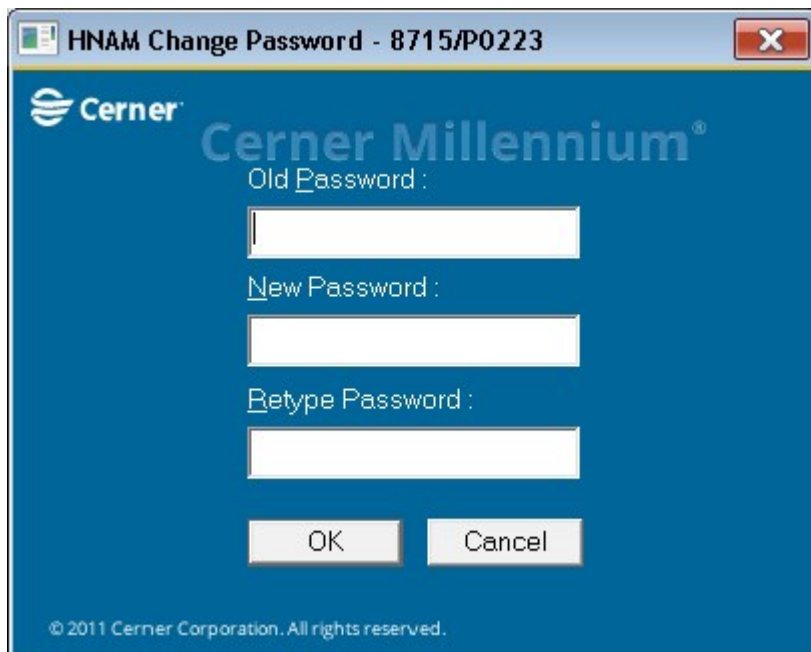 HNAM Change Password - 8715/P0223
Cerner
Cerner Millennium®
Old Password :
New Password :
Retype Password :
OK Cancel
© 2011 Cerner Corporation. All rights reserved.